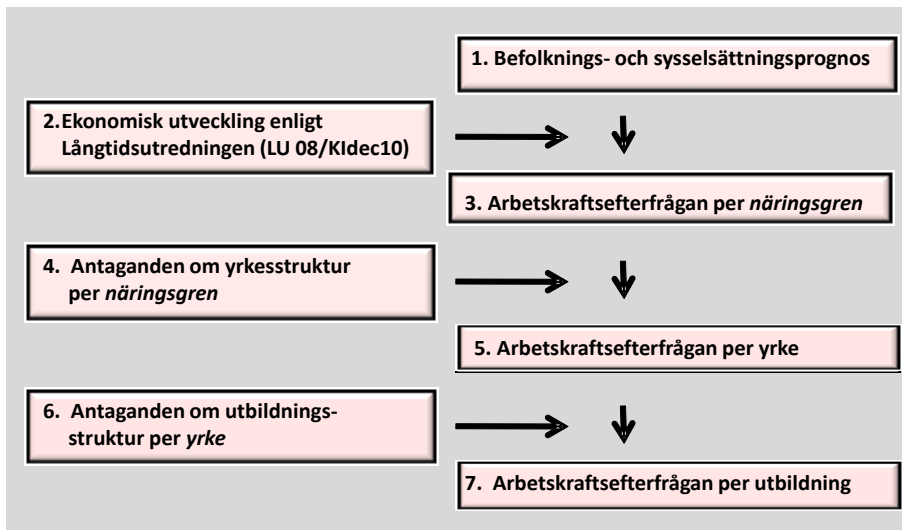 1. Befolknings- och sysselsättningsprognos
2.Ekonomisk utveckling enligt
Långtidsutredningen (LU 08/KIdec10)
3. Arbetskraftsefterfrågan per näringsgren
4. Antaganden om yrkesstruktur
per näringsgren
5. Arbetskraftsefterfrågan per yrke
6. Antaganden om utbildnings-
struktur per yrke
7. Arbetskraftsefterfrågan per utbildning